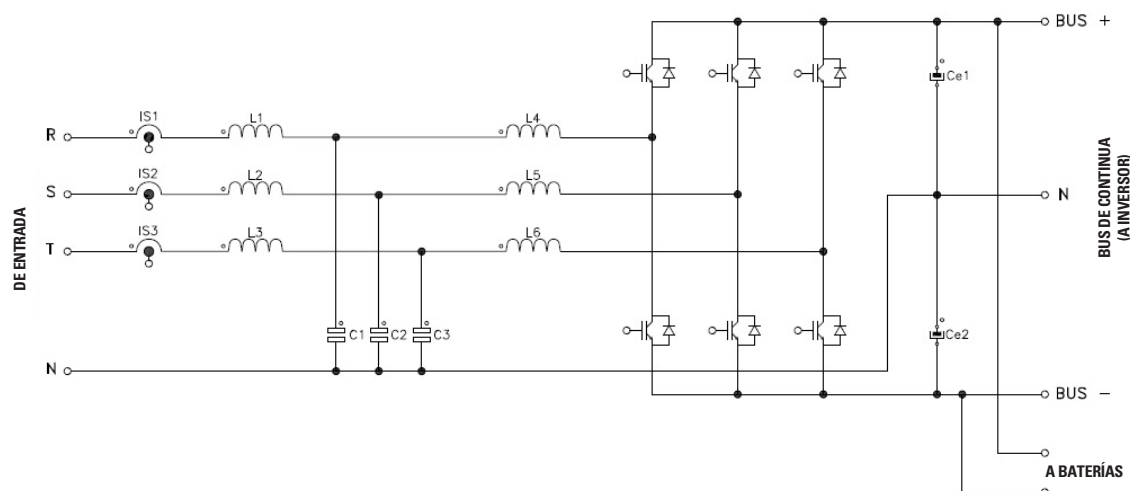 BUS +
Ce1
IS1
L1
L4
R
IS2
L2
L5
S
N
IS3
L3
L6
T
DE ENTRADA
BUS DE CONTINUA
(A INVERSOR)
C1
C2
C3
Ce2
N
BUS −
A BATERÍAS